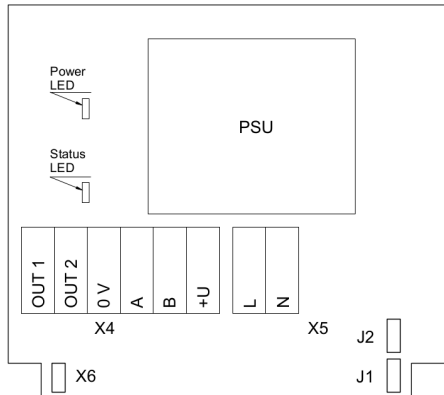 Power
LED
PSU
Status
LED
OUT 1
OUT 2
0 V
A
B
+U
L
N
X4
X5
J2
X6
J1